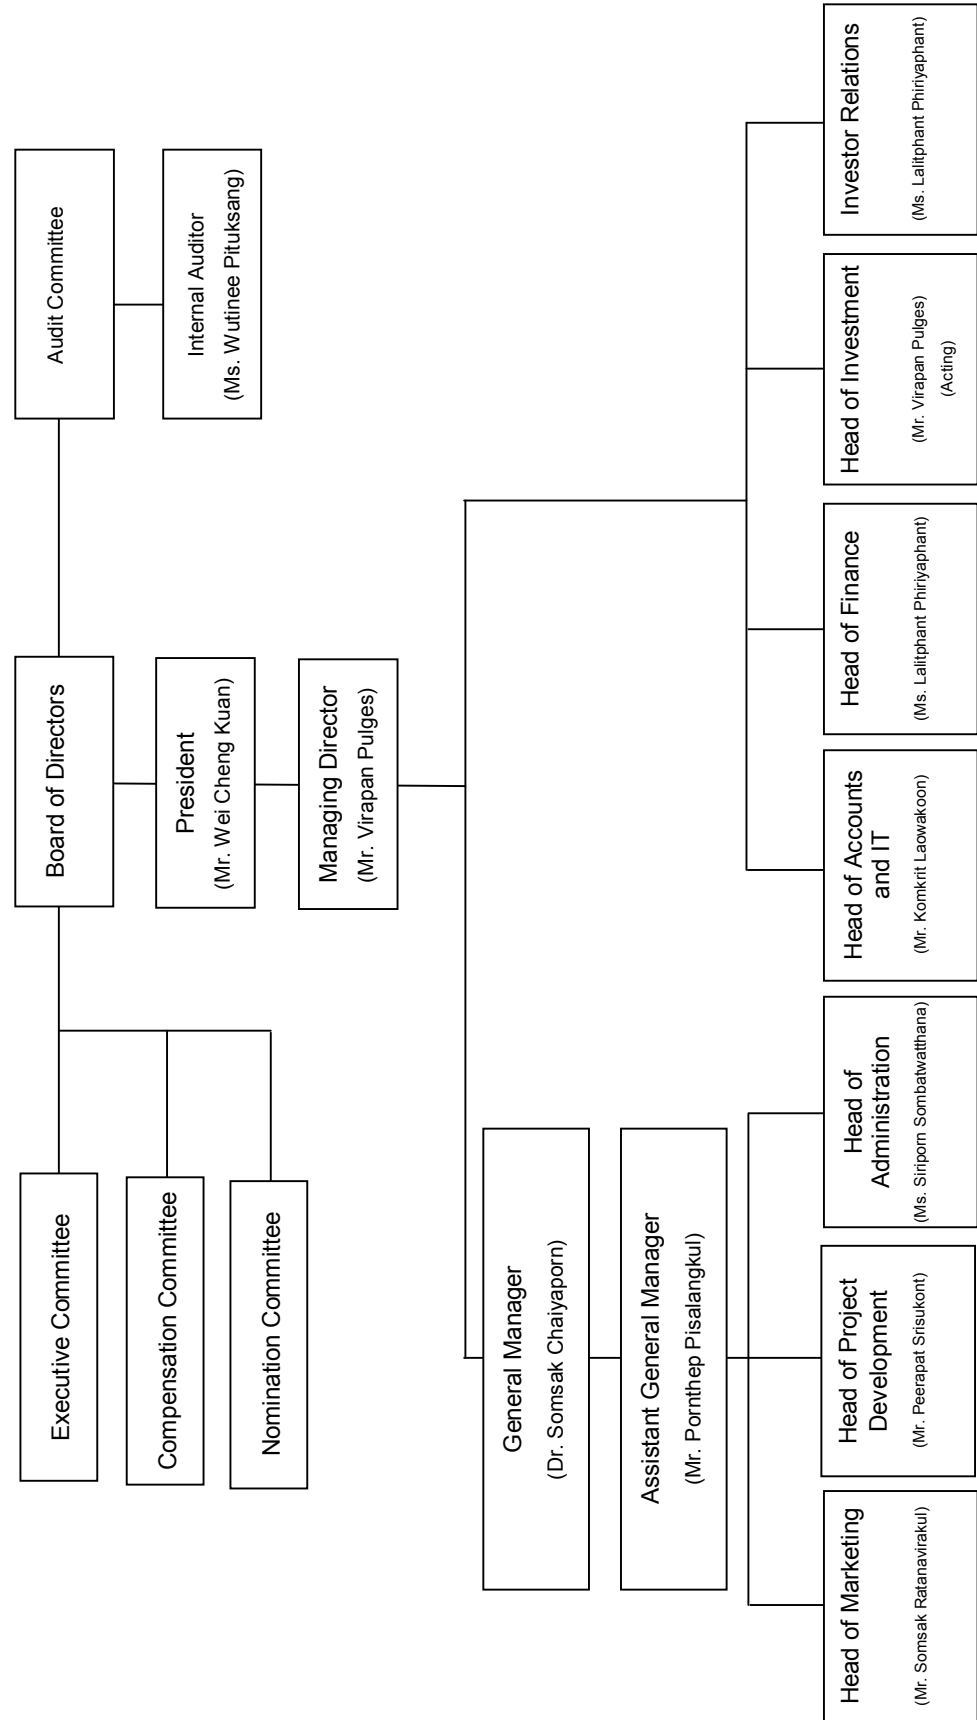 Executive Committee
Compensation Committee
Nomination Committee
Board of Directors
President
(Mr. Wei Cheng Kuan)
Managing Director
(Mr. Virapan Pulges)
Audit Committee
Internal Auditor
(Ms. Wutinee Pituksang)
General Manager
(Dr. Somsak Chaiyaporn)
Assistant General Manager
(Mr. Pornthep Pisalangkul)
Head of Marketing
(Mr. Somsak Ratanavirakul)
Head of Project
Development
(Mr. Peerapat Srisukont)
Head of
Administration
(Ms. Siriporn Sombatwatthana)
Head of Accounts
and IT
(Mr. Komkrit Laowakoon)
Head of Finance
(Ms. Lalitphant Phiriyaphant)
Head of Investment
(Mr. Virapan Pulges)
(Acting)
Investor Relations
(Ms. Lalitphant Phiriyaphant)